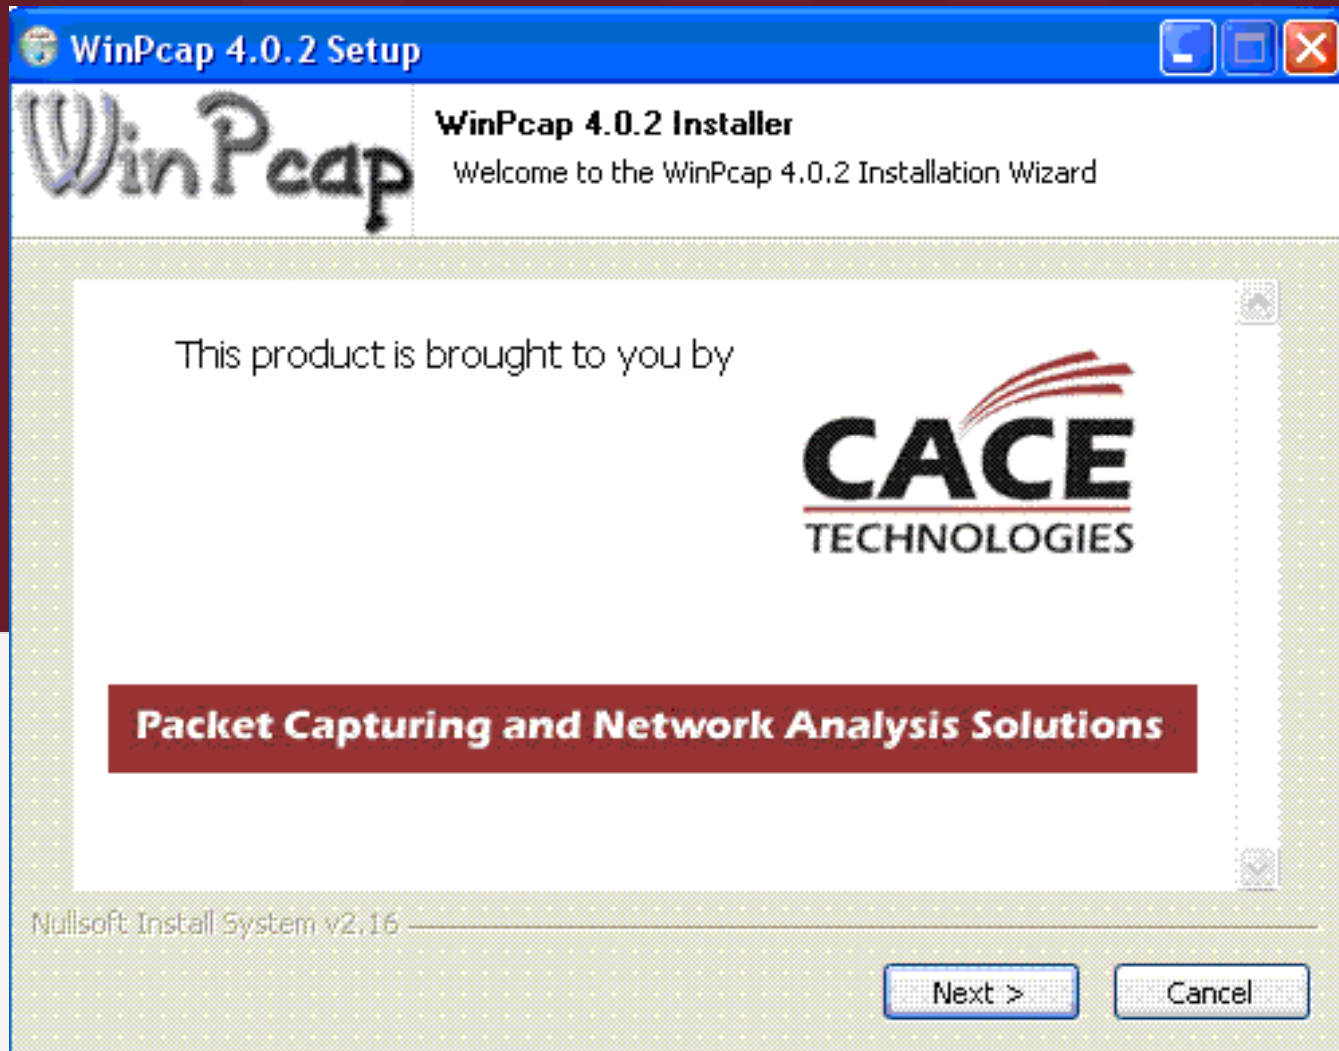 WinPcap 4.0.2 Setup
WinPcap
WinPcap 4.0.2 Installer
Welcome to the WinPcap 4.0.2 Installation Wizard
This product is brought to you by
CACE
TECHNOLOGIES
Packet Capturing and Network Analysis Solutions
Nullsoft Install System v2.16
Next >
Cancel